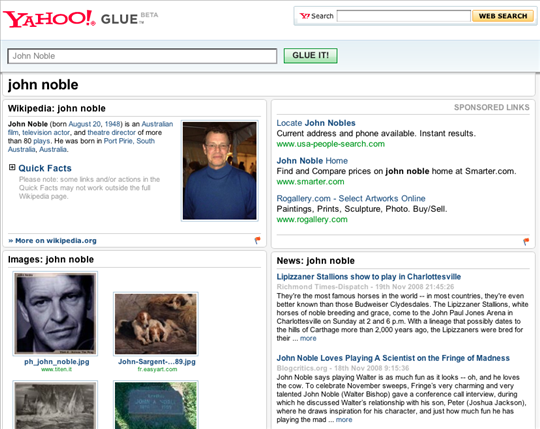 YAHOO! GLUE BETA
Search WEB SEARCH
John Noble GLUE IT!
john noble
Wikipedia: john noble
John Noble (born August 20, 1948) is an Australian
film, television actor, and theatre director of more
than 80 plays. He was born in Port Pirie, South
Australia, Australia.
Quick Facts
Please note: some links and/or actions in the
Quick Facts may not work outside the full
Wikipedia page.
» More on wikipedia.org
SPONSORED LINKS
Locate John Nobles
Current address and phone available. Instant results.
www.usa-people-search.com
John Noble Home
Find and Compare prices on john noble home at Smarter.com.
www.smarter.com
Rogallery.com - Select Artworks Online
Paintings, Prints, Sculpture, Photo. Buy/Sell.
www.rogallery.com
Images: john noble
ph_john_noble.jpg
www.titen.it
John-Sargent-...89.jpg
fr.easyart.com
News: john noble
Lipizzaner Stallions show to play in Charlottesville
Richmond Times-Dispatch - 19th Nov 2008 21:45:26
They're the most famous horses in the world -- in most countries, they're even
better known than those Budweiser Clydesdales. The Lipizzaner Stallions, white
horses of noble breeding and grace, come to the John Paul Jones Arena in
Charlottesville on Sunday at 2 and 6 p.m. With a lineage that possibly dates to
the hills of Carthage more than 2,000 years ago, the Lipizzaners were bred for
their ... more
John Noble Loves Playing A Scientist on the Fringe of Madness
Blogcritics.org - 18th Nov 2008 9:15:36
John Noble says playing Walter is as much fun as it looks -- oh, and he loves
the cow. To celebrate November sweeps, Fringe's very charming and very
talented John Noble (Walter Bishop) gave a conference call interview, during
which he discussed Walter's relationship with his son, Peter (Joshua Jackson),
where he draws inspiration for his character, and just how much fun he has
playing the mad ... more